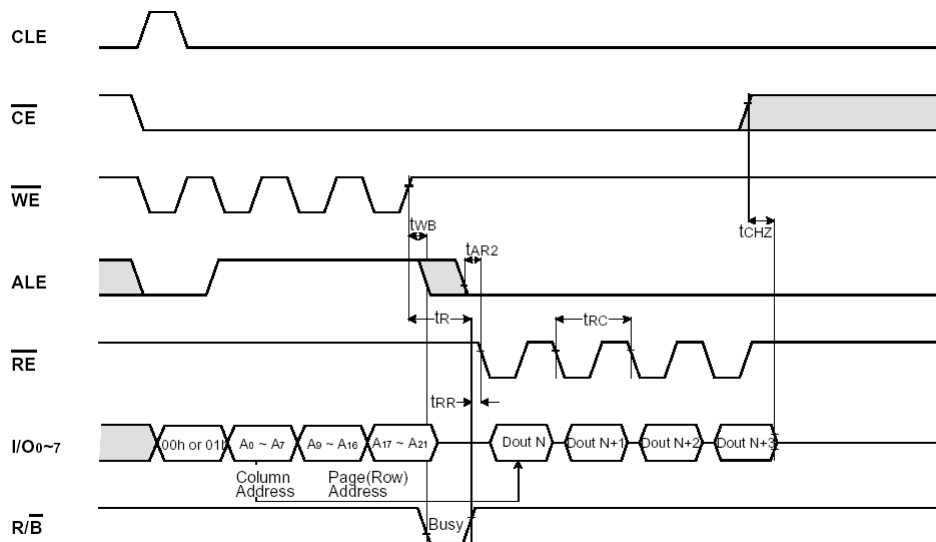 CLE
CE
WE
tWB
tCHZ
tAR2
ALE
tR
tRC
RE
tRR
I/O0~7
00h or 01h
A0 ~ A7
A9 ~ A16
A17 ~ A21
Dout N
Dout N+1
Dout N+2
Dout N+3
Column
Address
Page(Row)
Address
R/B
Busy